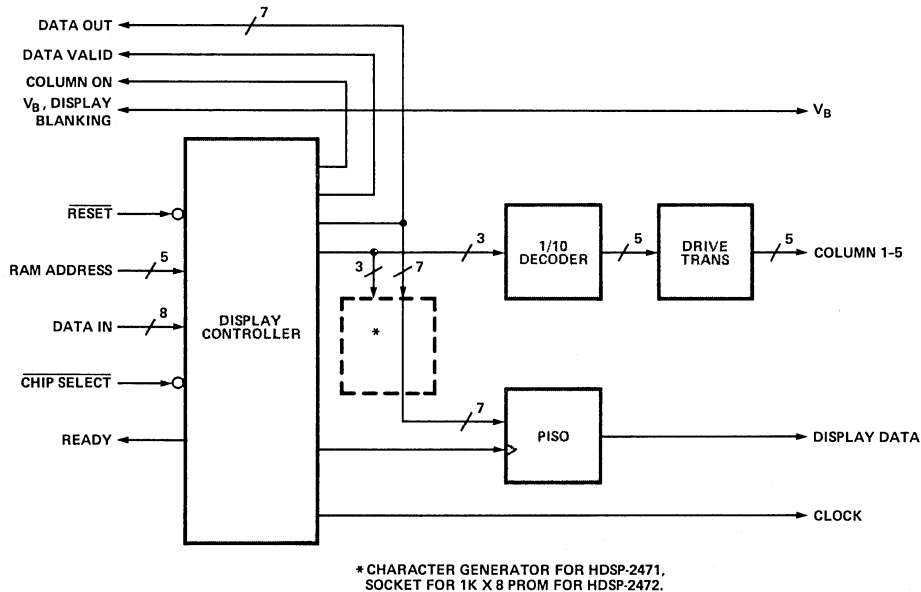 DATA OUT
7
DATA VALID
COLUMN ON
V_B, DISPLAY
BLANKING
V_B
RESET
RAM ADDRESS
5
DATA IN
8
CHIP SELECT
READY
DISPLAY
CONTROLLER
3
7
*
3
1/10
DECODER
5
DRIVE
TRANS
5
COLUMN 1-5
7
PISO
DISPLAY DATA
CLOCK
* CHARACTER GENERATOR FOR HDSP-2471,
SOCKET FOR 1K X 8 PROM FOR HDSP-2472.